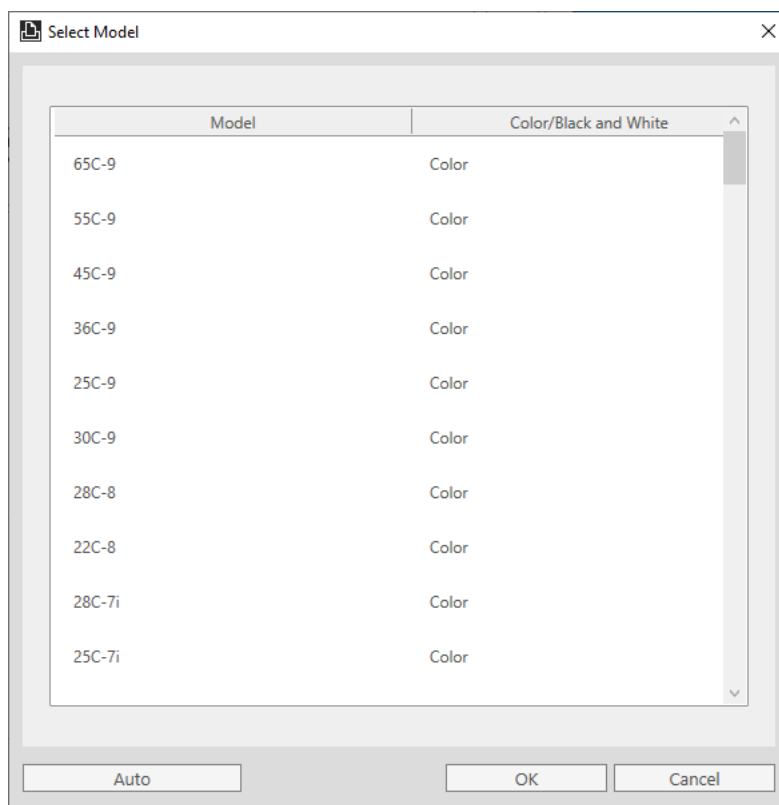 Select Model
Model Color/Black and White
65C-9 Color
55C-9 Color
45C-9 Color
36C-9 Color
25C-9 Color
30C-9 Color
28C-8 Color
22C-8 Color
28C-7i Color
25C-7i Color
Auto OK Cancel